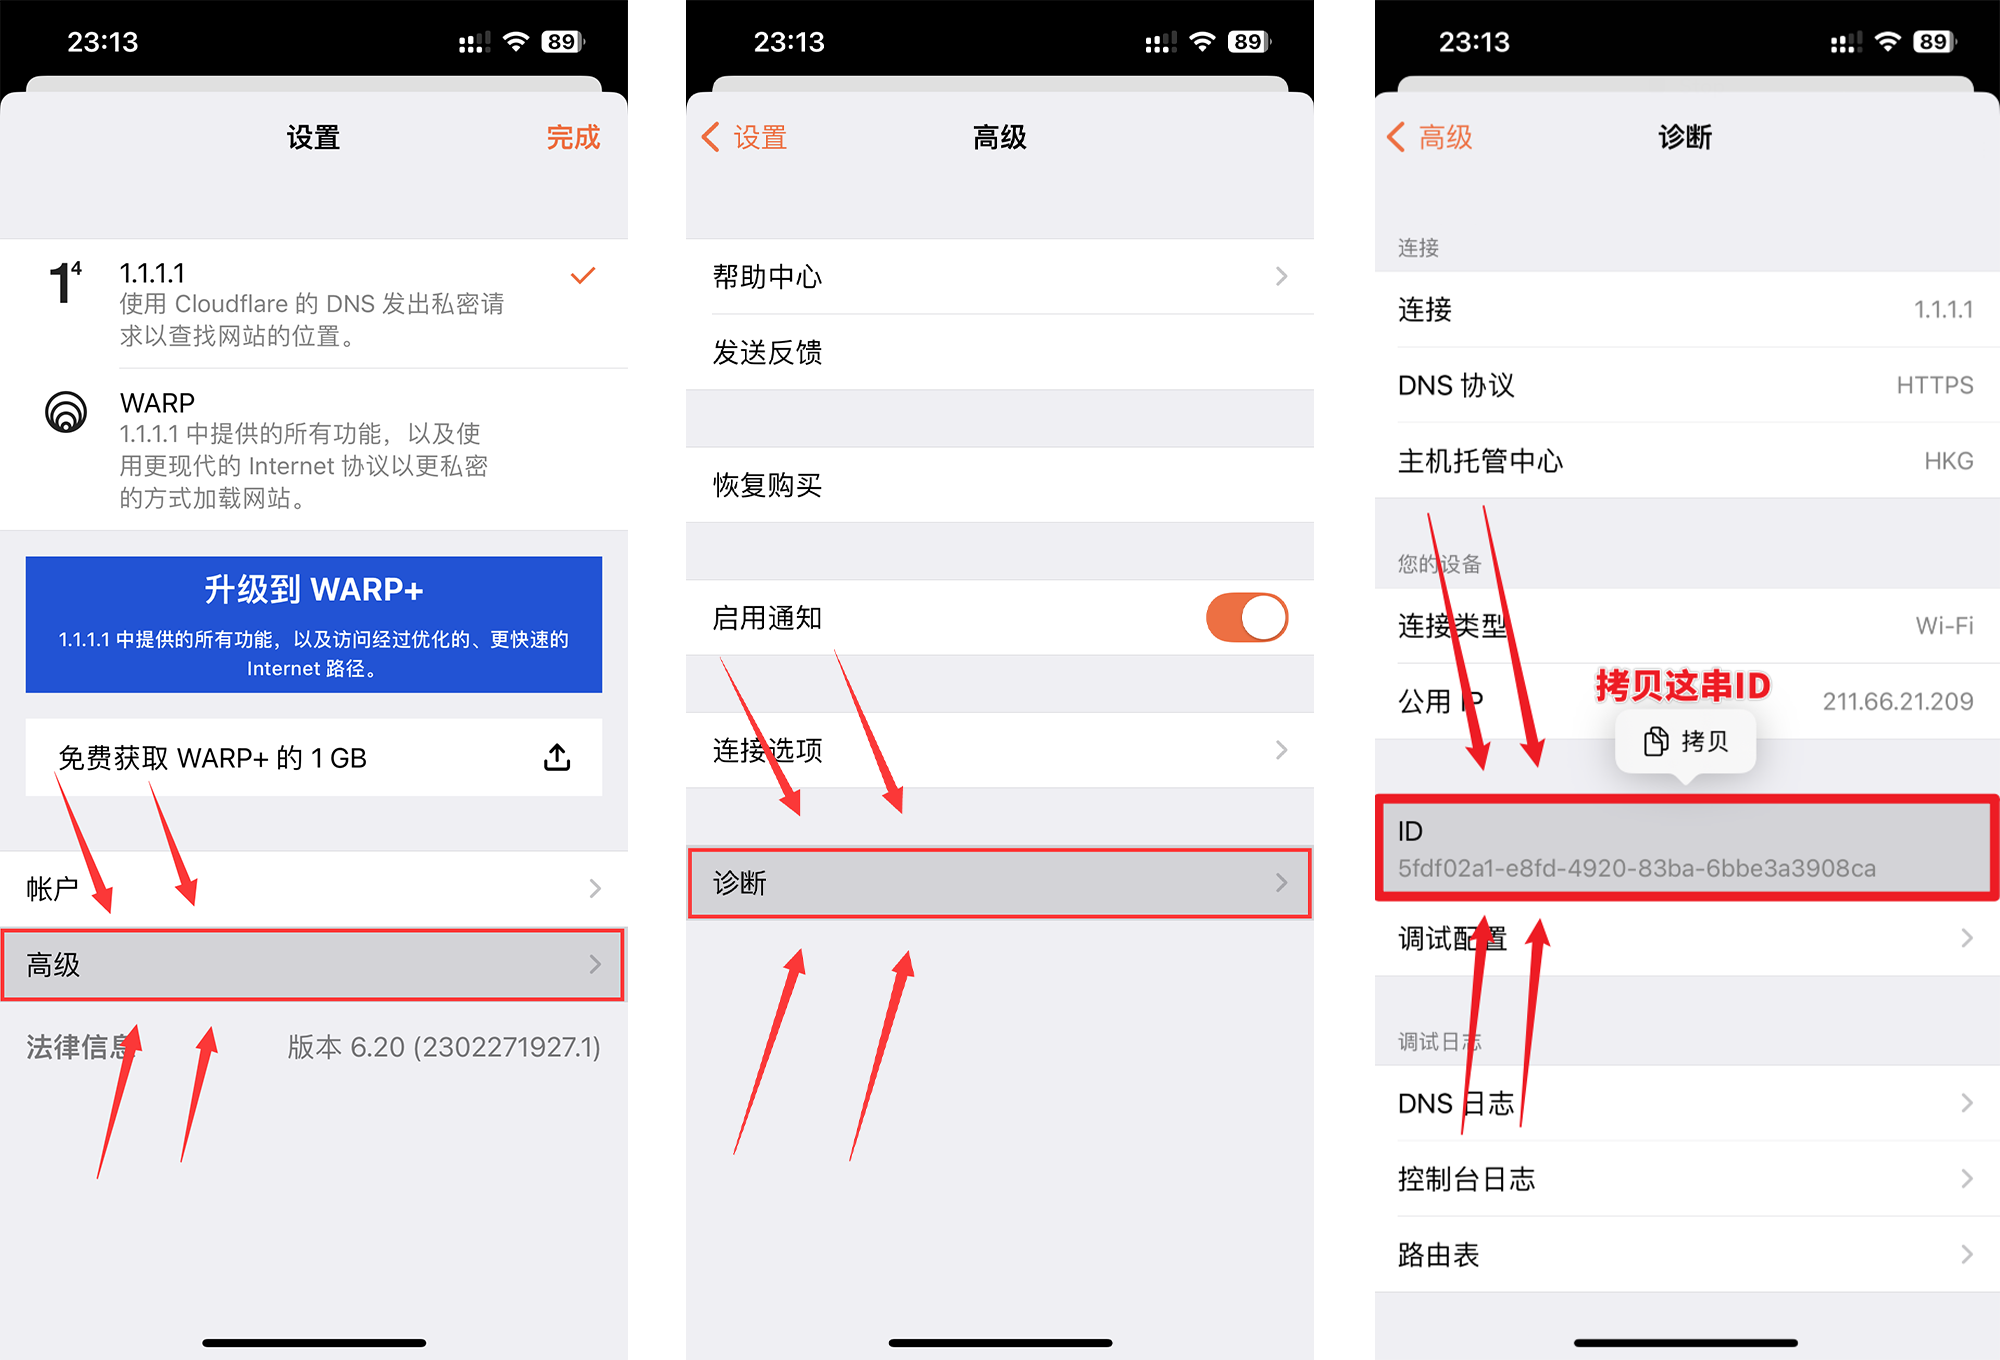 23:13
89
设置
完成
1⁴
1.1.1.1
使用 Cloudflare 的 DNS 发出私密请
求以查找网站的位置。
WARP
1.1.1.1 中提供的所有功能，以及使
用更现代的 Internet 协议以更私密
的方式加载网站。
升级到 WARP+
1.1.1.1 中提供的所有功能，以及访问经过优化的、更快速的
Internet 路径。
免费获取 WARP+ 的 1 GB
帐户
高级
法律信息
版本 6.20 (2302271927.1)
23:13
89
设置
高级
帮助中心
发送反馈
恢复购买
启用通知
连接选项
诊断
23:13
89
高级
诊断
连接
连接
1.1.1.1
DNS 协议
HTTPS
主机托管中心
HKG
您的设备
连接类型
Wi-Fi
公用 IP
211.66.21.209
拷贝这串ID
拷贝
ID
5fdf02a1-e8fd-4920-83ba-6bbe3a3908ca
调试配置
调试日志
DNS 日志
控制台日志
路由表